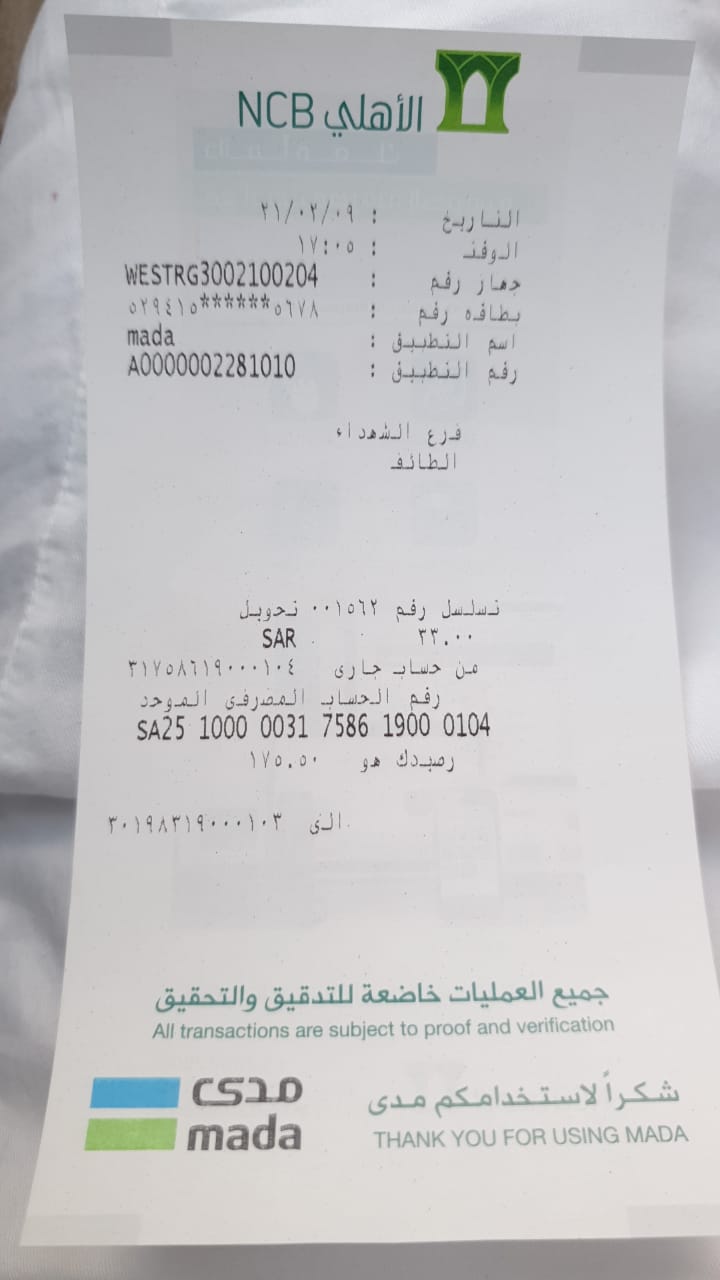 الأهلي NCB
التاريخ : ٢١/٠٢/٠٩
الوقت : ١٧:٠٥
جهاز رقم : WESTRG3002100204
بطاقه رقم : ٥٢٩٤١٥******٥٦٧٨
اسم التطبيق : mada
رقم التطبيق : A0000002281010
فرع الشهداء
الطائف
تسلسل رقم ٠٠١٥٦٢ تحويل
٣٣.٠٠ SAR
من حساب جارى ٣١٧٥٨٦١٩٠٠٠١٠٤
رقم الحساب المصرفى الموحد
SA25 1000 0031 7586 1900 0104
رصيدك هو ١٧٥.٥٠
الى ٣٠١٩٨٣١٩٠٠٠١٠٣
جميع العمليات خاضعة للتدقيق والتحقيق
All transactions are subject to proof and verification
شكراً لاستخدامكم مدى
THANK YOU FOR USING MADA
مدى
mada